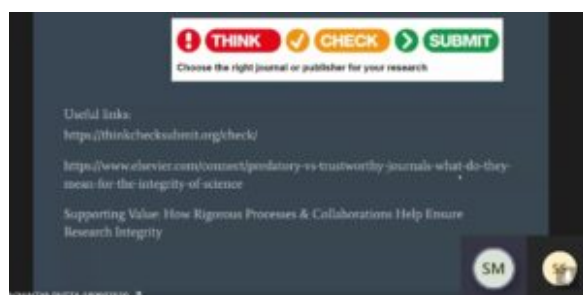 ! THINK ✓ CHECK > SUBMIT
Choose the right journal or publisher for your research
Useful links:
https://thinkchecksubmit.org/check/
https://www.elsevier.com/connect/predatory-vs-trustworthy-journals-what-do-they-
mean-for-the-integrity-of-science
Supporting Value: How Rigorous Processes & Collaborations Help Ensure
Research Integrity
SM